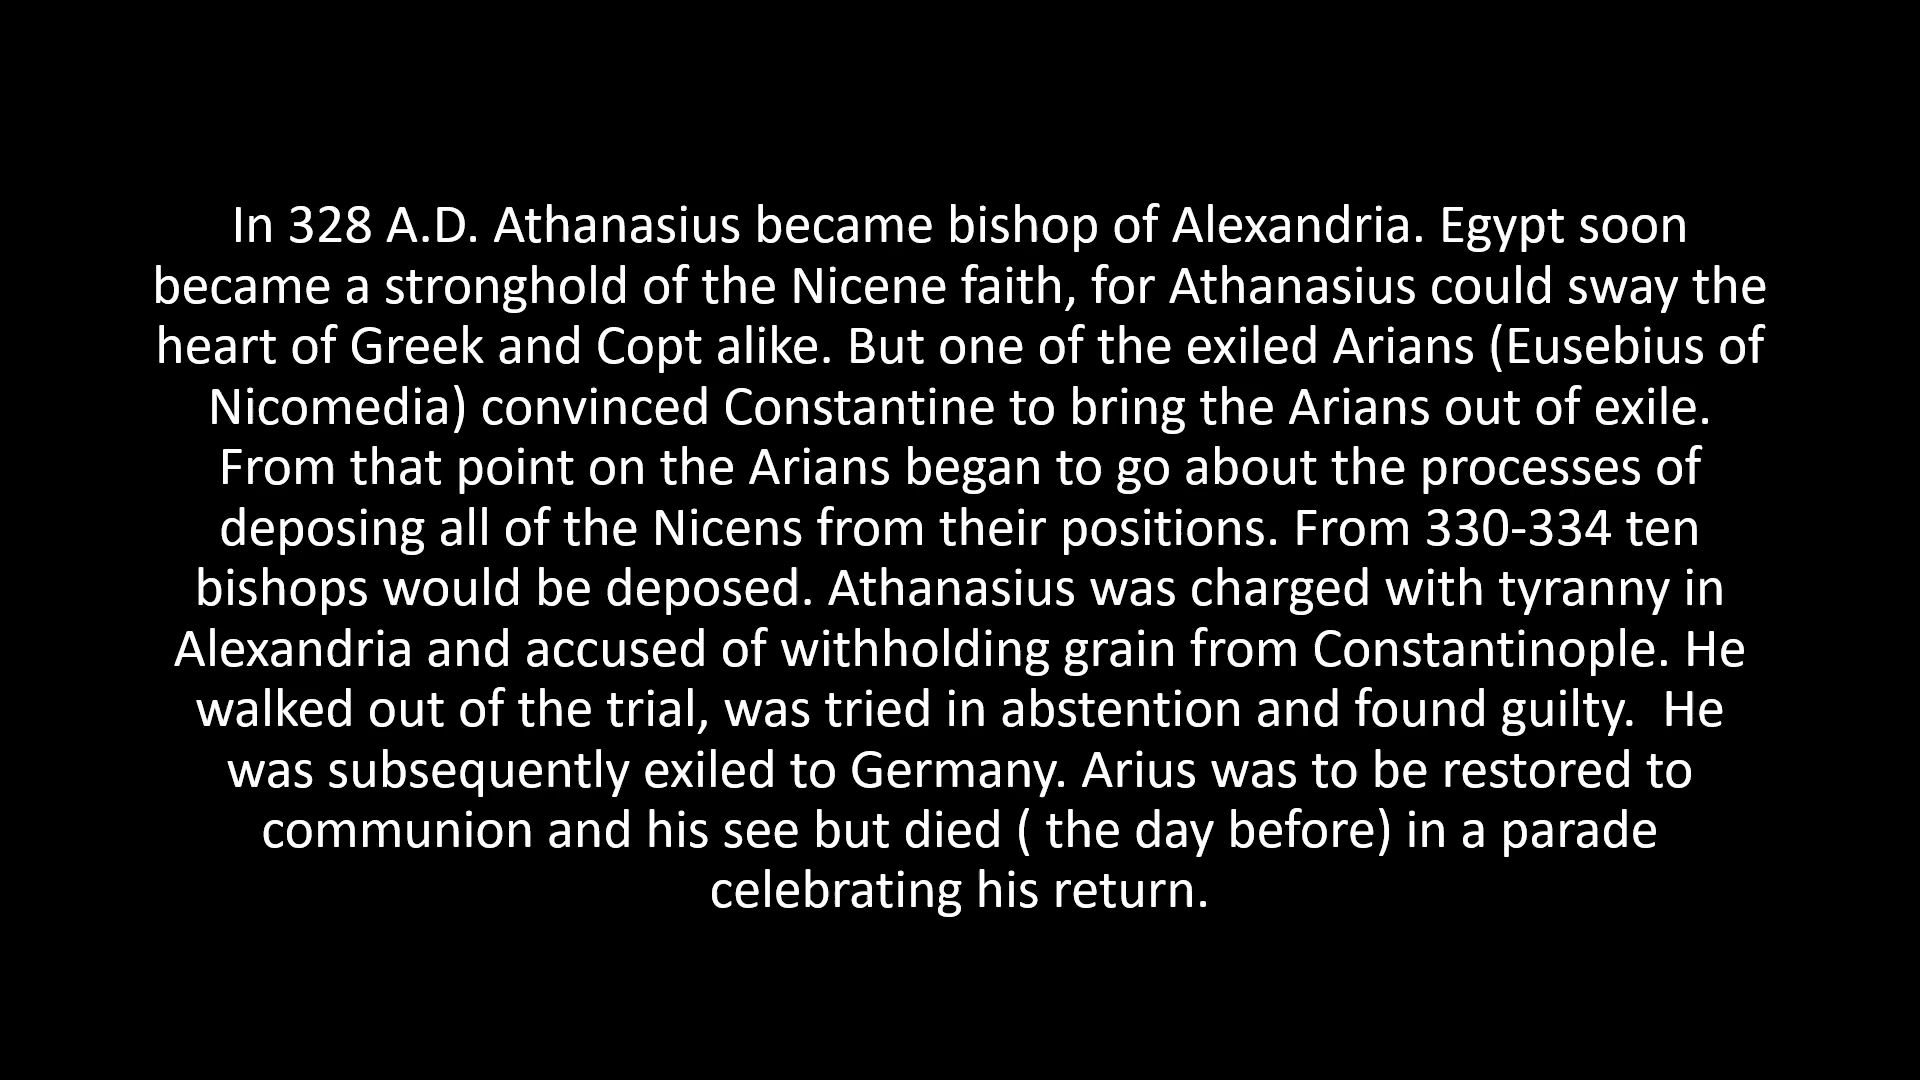 In 328 A.D. Athanasius became bishop of Alexandria. Egypt soon
became a stronghold of the Nicene faith, for Athanasius could sway the
heart of Greek and Copt alike. But one of the exiled Arians (Eusebius of
Nicomedia) convinced Constantine to bring the Arians out of exile.
From that point on the Arians began to go about the processes of
deposing all of the Nicens from their positions. From 330-334 ten
bishops would be deposed. Athanasius was charged with tyranny in
Alexandria and accused of withholding grain from Constantinople. He
walked out of the trial, was tried in abstention and found guilty.  He
was subsequently exiled to Germany. Arius was to be restored to
communion and his see but died ( the day before) in a parade
celebrating his return.